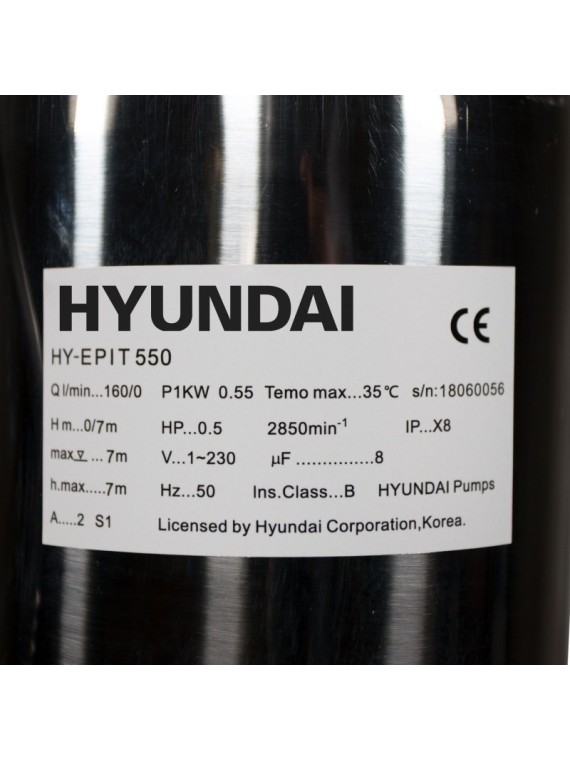 HYUNDAI
CE
HY-EPIT 550
Q l/min...160/0 P1KW 0.55 Temo max...35℃ s/n:18060056
H m...0/7m HP...0.5 2850min⁻¹ IP...X8
max ▽ ... 7m V...1~230 µF ...............8
h.max.....7m Hz...50 Ins.Class...B HYUNDAI Pumps
A.....2 S1 Licensed by Hyundai Corporation,Korea.